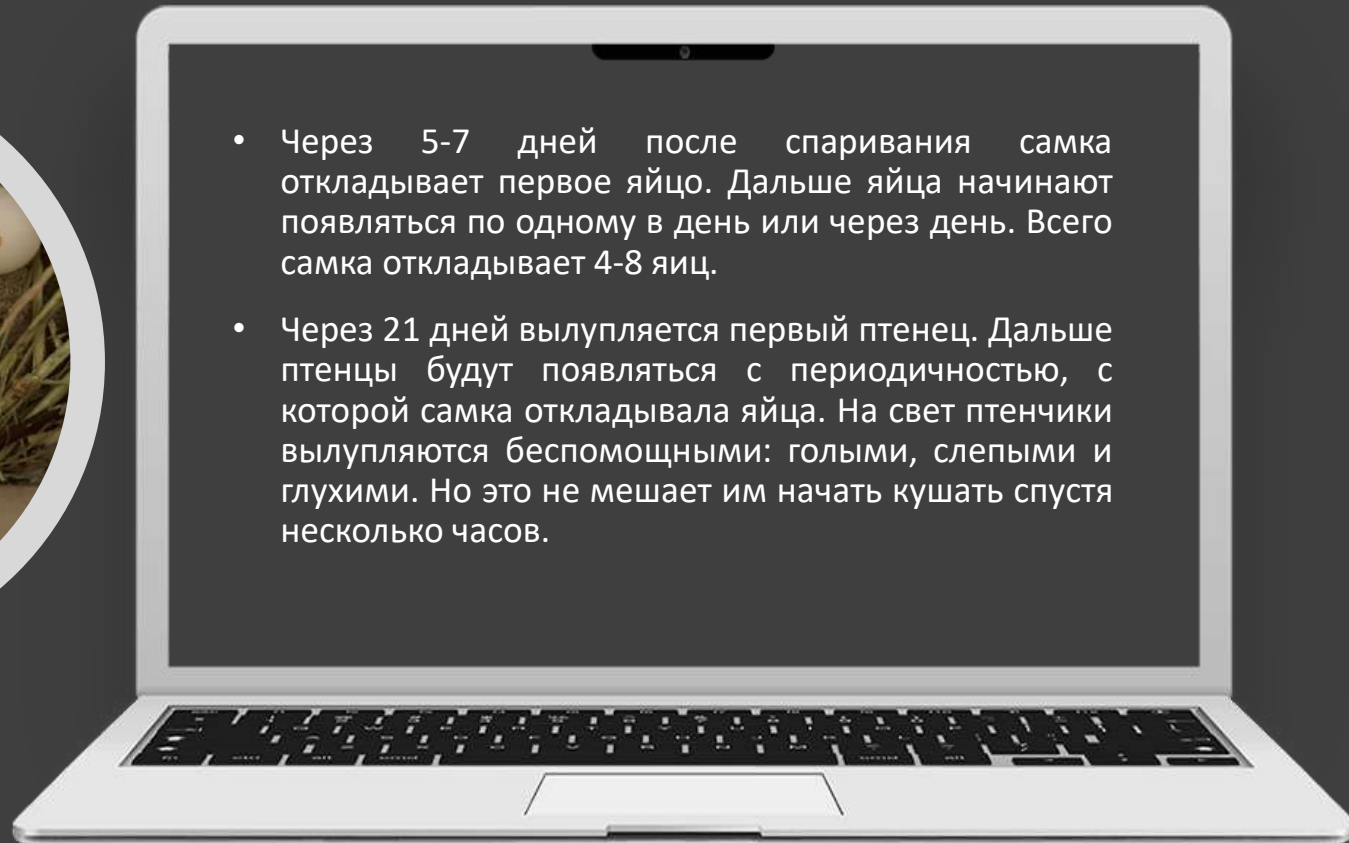 • Через 5-7 дней после спаривания самка
откладывает первое яйцо. Дальше яйца начинают
появляться по одному в день или через день. Всего
самка откладывает 4-8 яиц.
• Через 21 дней вылупляется первый птенец. Дальше
птенцы будут появляться с периодичностью, с
которой самка откладывала яйца. На свет птенчики
вылупляются беспомощными: голыми, слепыми и
глухими. Но это не мешает им начать кушать спустя
несколько часов.